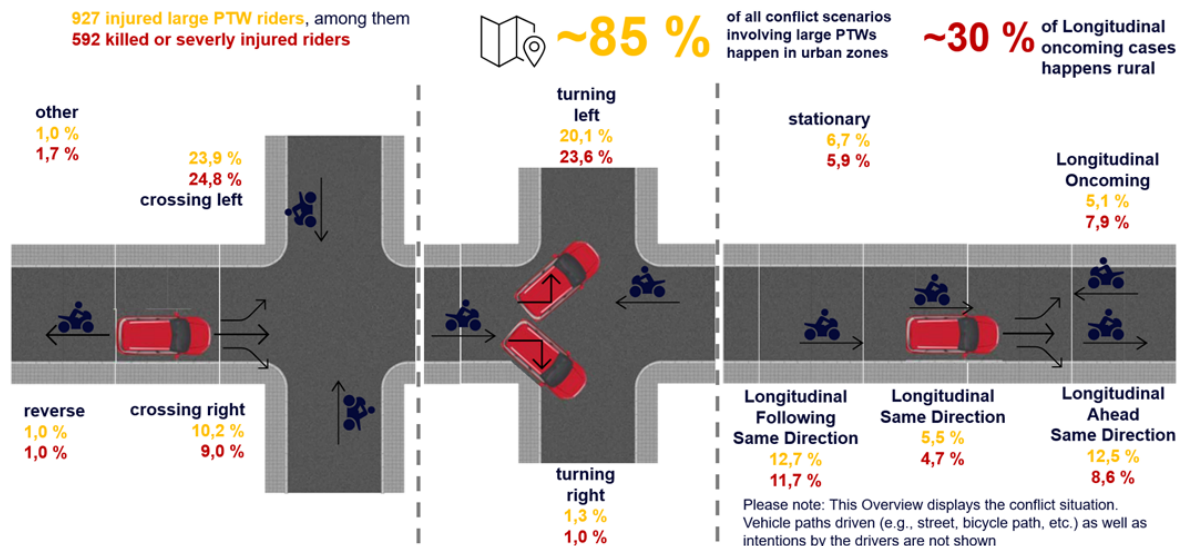 927 injured large PTW riders, among them
592 killed or severly injured riders
~85 %
of all conflict scenarios
involving large PTWs
happen in urban zones
~30 %
of Longitudinal
oncoming cases
happens rural
other
1,0 %
1,7 %
23,9 %
24,8 %
crossing left
reverse
1,0 %
1,0 %
crossing right
10,2 %
9,0 %
turning
left
20,1 %
23,6 %
turning
right
1,3 %
1,0 %
stationary
6,7 %
5,9 %
Longitudinal
Oncoming
5,1 %
7,9 %
Longitudinal
Following
Same Direction
12,7 %
11,7 %
Longitudinal
Same Direction
5,5 %
4,7 %
Longitudinal
Ahead
Same Direction
12,5 %
8,6 %
Please note: This Overview displays the conflict situation.
Vehicle paths driven (e.g., street, bicycle path, etc.) as well as
intentions by the drivers are not shown